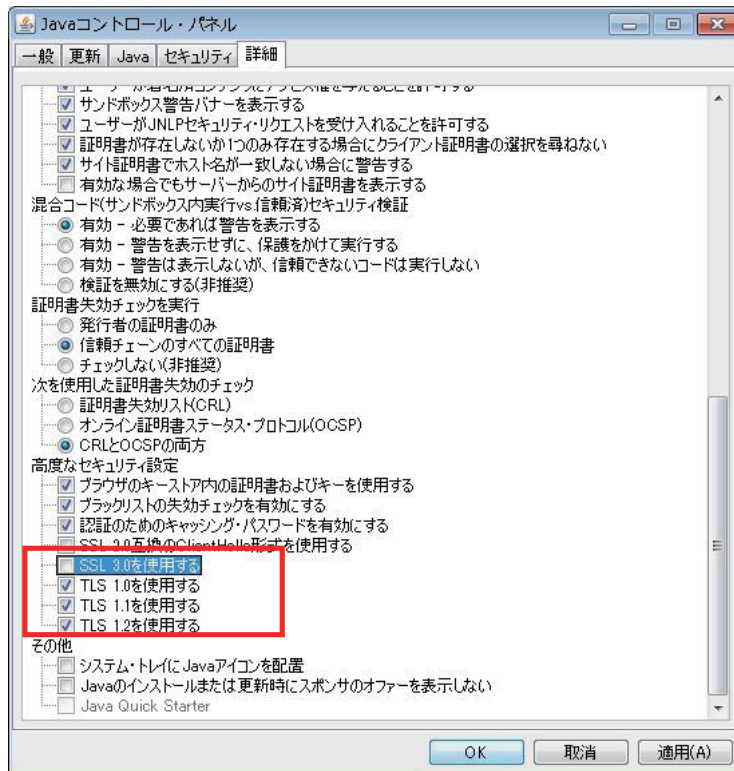 Javaコントロール・パネル
一般 更新 Java セキュリティ 詳細
サンドボックス警告バナーを表示する
ユーザーがJNLPセキュリティ・リクエストを受け入れることを許可する
証明書が存在しないか1つのみ存在する場合にクライアント証明書の選択を尋ねない
サイト証明書でホスト名が一致しない場合に警告する
有効な場合でもサーバーからのサイト証明書を表示する
混合コード(サンドボックス内実行vs信頼済)セキュリティ検証
有効 - 必要であれば警告を表示する
有効 - 警告を表示せずに、保護をかけて実行する
有効 - 警告は表示しないが、信頼できないコードは実行しない
検証を無効にする(非推奨)
証明書失効チェックを実行
発行者の証明書のみ
信頼チェーンのすべての証明書
チェックしない(非推奨)
次を使用した証明書失効のチェック
証明書失効リスト(CRL)
オンライン証明書ステータス・プロトコル(OCSP)
CRLとOCSPの両方
高度なセキュリティ設定
ブラウザのキーストア内の証明書およびキーを使用する
ブラックリストの失効チェックを有効にする
認証のためのキャッシング・パスワードを有効にする
SSL 2.0互換のClientHello形式を使用する
SSL 3.0を使用する
TLS 1.0を使用する
TLS 1.1を使用する
TLS 1.2を使用する
その他
システム・トレイにJavaアイコンを配置
Javaのインストールまたは更新時にスポンサのオファーを表示しない
Java Quick Starter
OK 取消 適用(A)